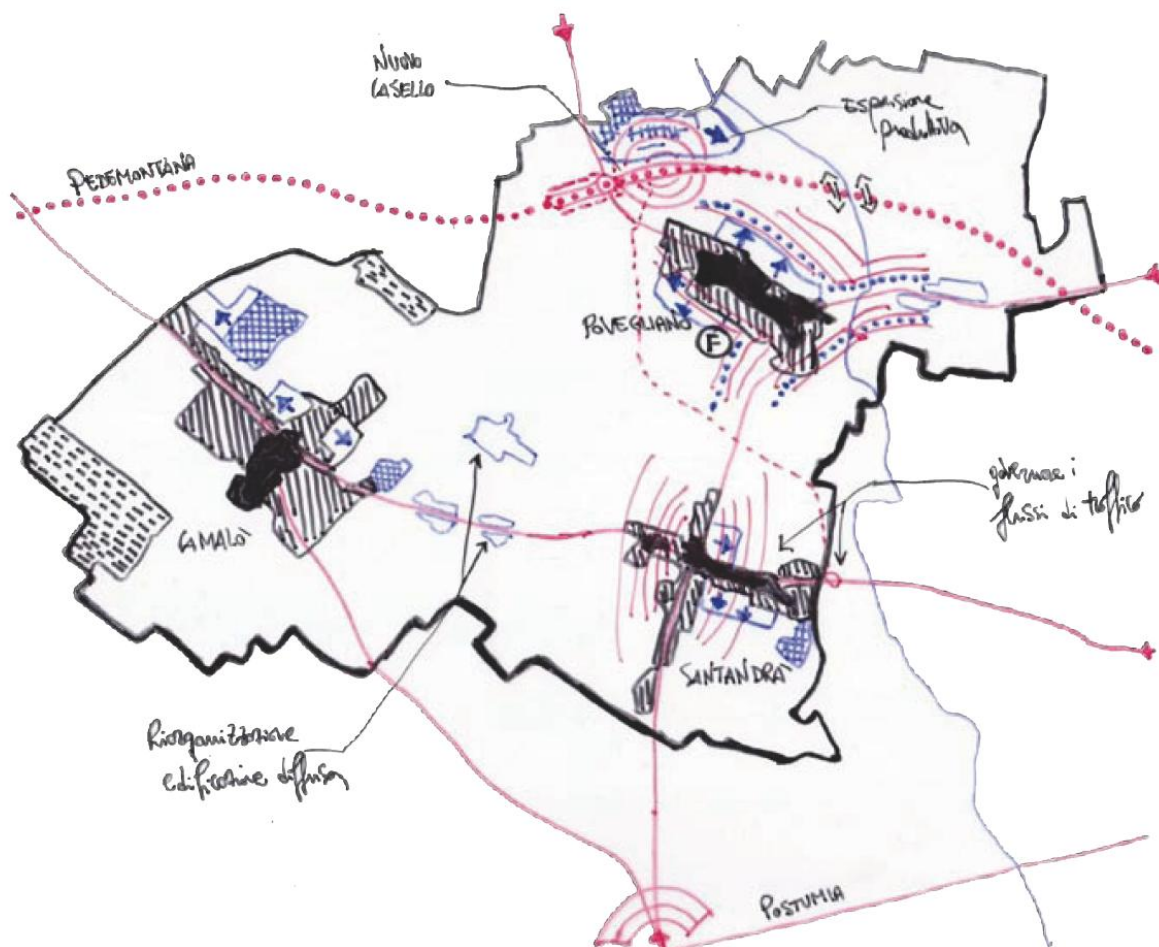 NUOVO
CASELLO
ESPANSIONE
PRODUTTIVA
PEDEMONTANA
POVEGLIANO
F
CAMALÒ
governare i
flussi di traffico
SANTANDRÀ
Riorganizzazione
edificazione diffusa
POSTUMIA